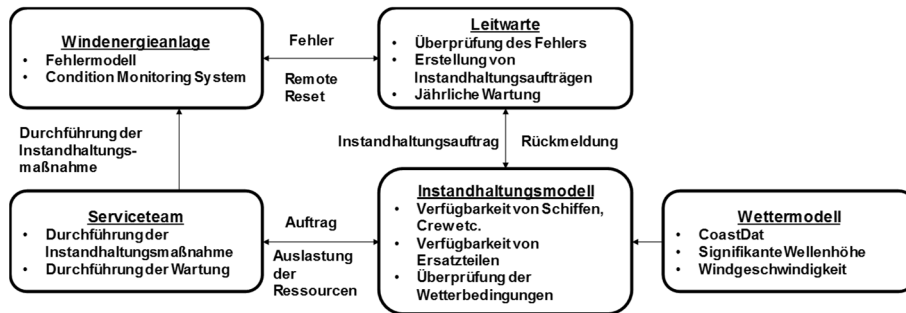 Windenergieanlage
• Fehlermodell
• Condition Monitoring System
Fehler
Remote
Reset
Leitwarte
• Überprüfung des Fehlers
• Erstellung von
Instandhaltungsaufträgen
• Jährliche Wartung
Durchführung der
Instandhaltungs-
maßnahme
Instandhaltungsauftrag
Rückmeldung
Serviceteam
• Durchführung der
Instandhaltungsmaßnahme
• Durchführung der Wartung
Auftrag
Auslastung
der
Ressourcen
Instandhaltungsmodell
• Verfügbarkeit von Schiffen,
Crew etc.
• Verfügbarkeit von
Ersatzteilen
• Überprüfung der
Wetterbedingungen
Wettermodell
• CoastDat
• Signifikante Wellenhöhe
• Windgeschwindigkeit